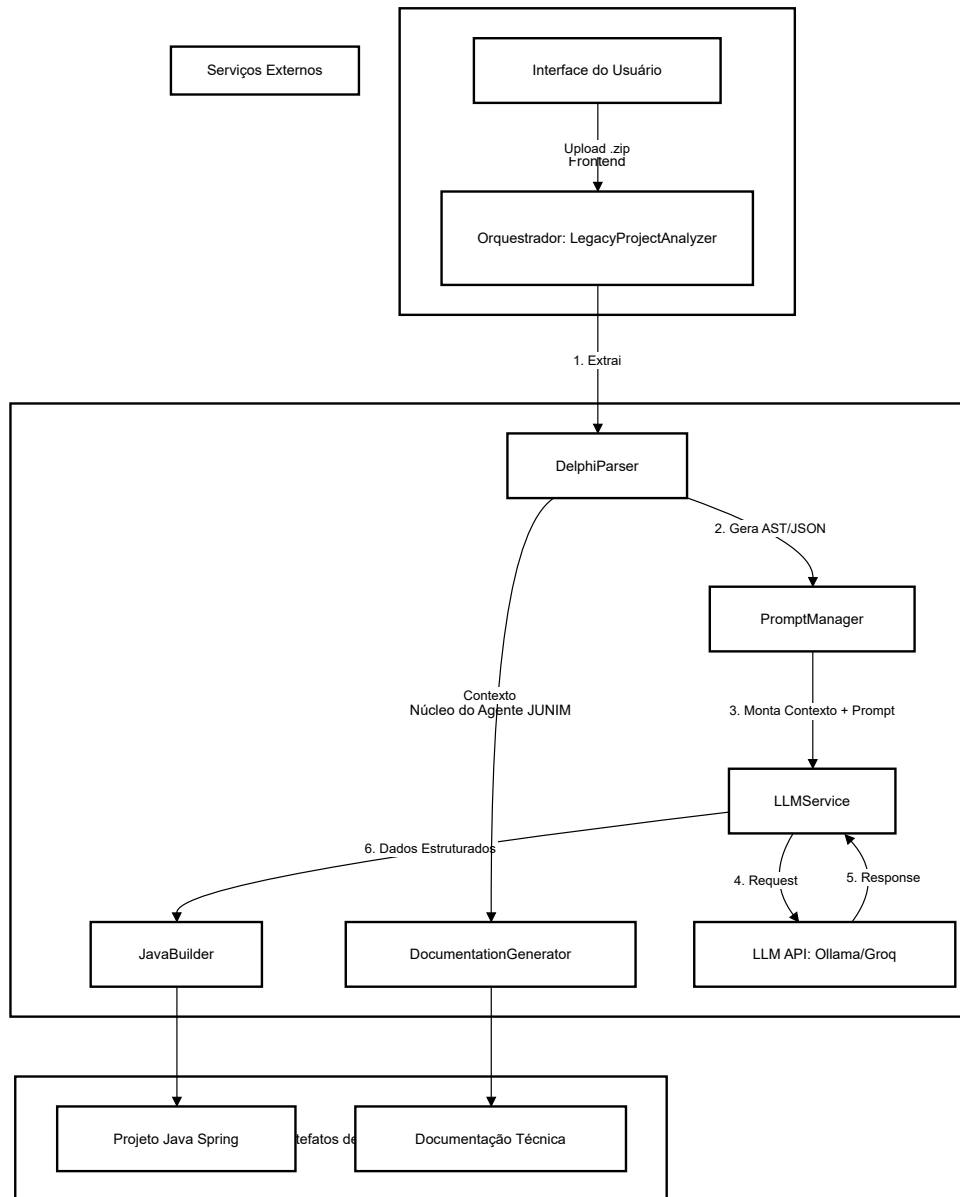 Serviços Externos
Interface do Usuário
Upload .zip
Frontend
Orquestrador: LegacyProjectAnalyzer
1. Extrai
DelphiParser
2. Gera AST/JSON
PromptManager
Contexto
Núcleo do Agente JUNIM
3. Monta Contexto + Prompt
LLMService
6. Dados Estruturados
4. Request
5. Response
JavaBuilder
DocumentationGenerator
LLM API: Ollama/Groq
Projeto Java Spring
Documentação Técnica